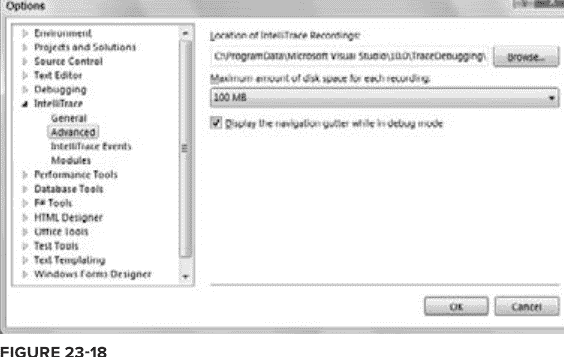 Options
Environment
Projects and Solutions
Source Control
Text Editor
Debugging
IntelliTrace
General
Advanced
IntelliTrace Events
Modules
Performance Tools
Database Tools
F# Tools
HTML Designer
Office Tools
Test Tools
Text Templating
Windows Forms Designer
Location of IntelliTrace Recordings:
C:\ProgramData\Microsoft Visual Studio\10.0\TraceDebugging\
Browse...
Maximum amount of disk space for each recording:
100 MB
Display the navigation gutter while in debug mode
OK
Cancel
FIGURE 23-18